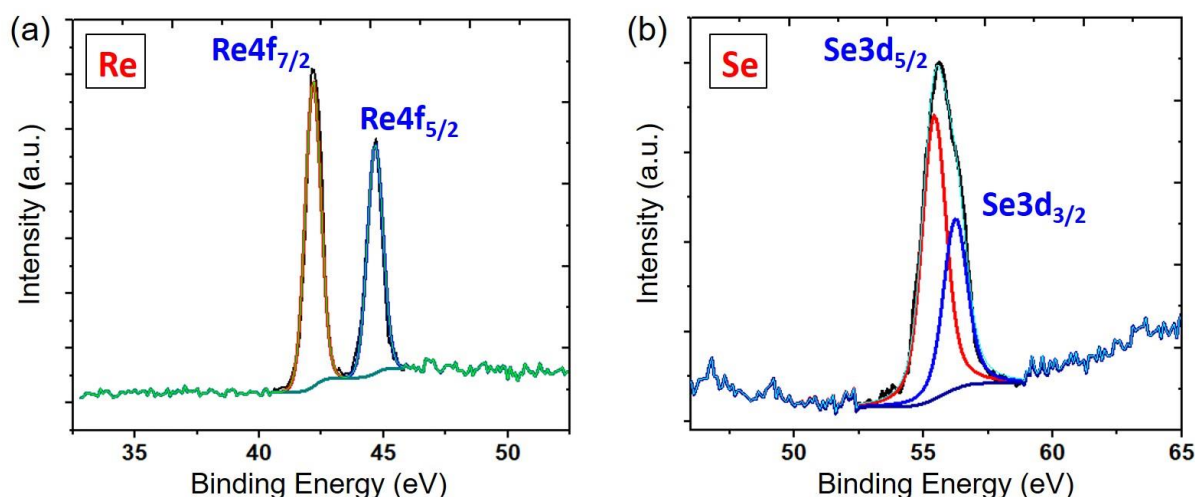 (a)
Re
Re4f7/2
Re4f5/2
Intensity (a.u.)
35 40 45 50
Binding Energy (eV)
(b)
Se
Se3d5/2
Se3d3/2
Intensity (a.u.)
50 55 60 65
Binding Energy (eV)